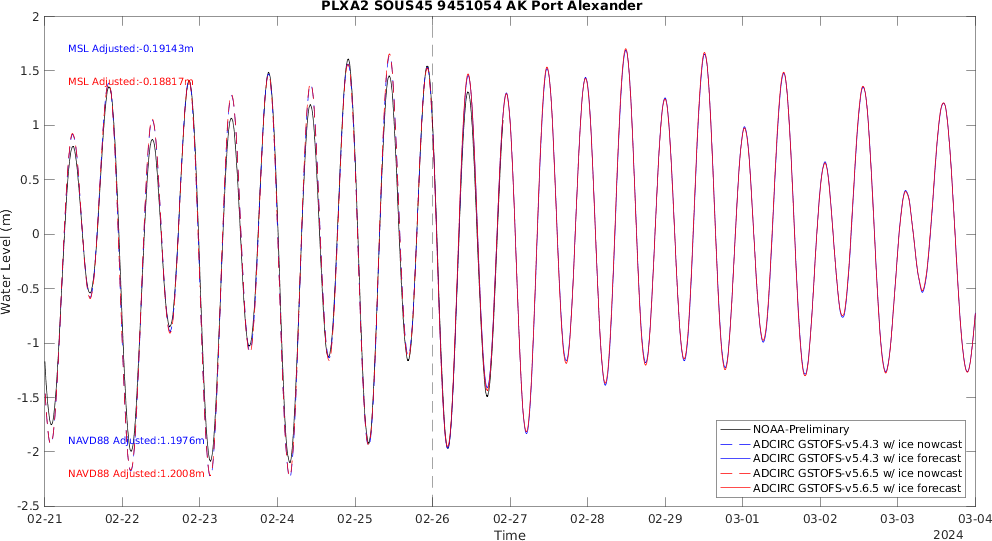 PLXA2 SOUS45 9451054 AK Port Alexander
2
1.5
1
0.5
0
-0.5
-1
-1.5
-2
-2.5
Water Level (m)
MSL Adjusted:-0.19143m
MSL Adjusted:-0.18817m
NAVD88 Adjusted:1.1976m
NAVD88 Adjusted:1.2008m
NOAA-Preliminary
ADCIRC GSTOFS-v5.4.3 w/ ice nowcast
ADCIRC GSTOFS-v5.4.3 w/ ice forecast
ADCIRC GSTOFS-v5.6.5 w/ ice nowcast
ADCIRC GSTOFS-v5.6.5 w/ ice forecast
02-21 02-22 02-23 02-24 02-25 02-26 02-27 02-28 02-29 03-01 03-02 03-03 03-04
Time
2024